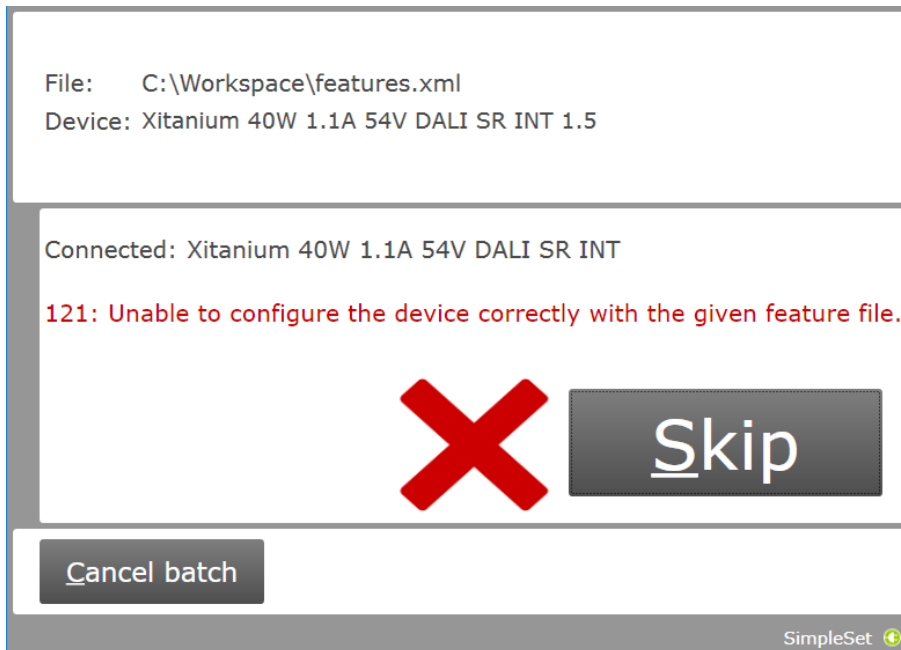 File: C:\Workspace\features.xml
Device: Xitanium 40W 1.1A 54V DALI SR INT 1.5
Connected: Xitanium 40W 1.1A 54V DALI SR INT
121: Unable to configure the device correctly with the given feature file.
Skip
Cancel batch
SimpleSet